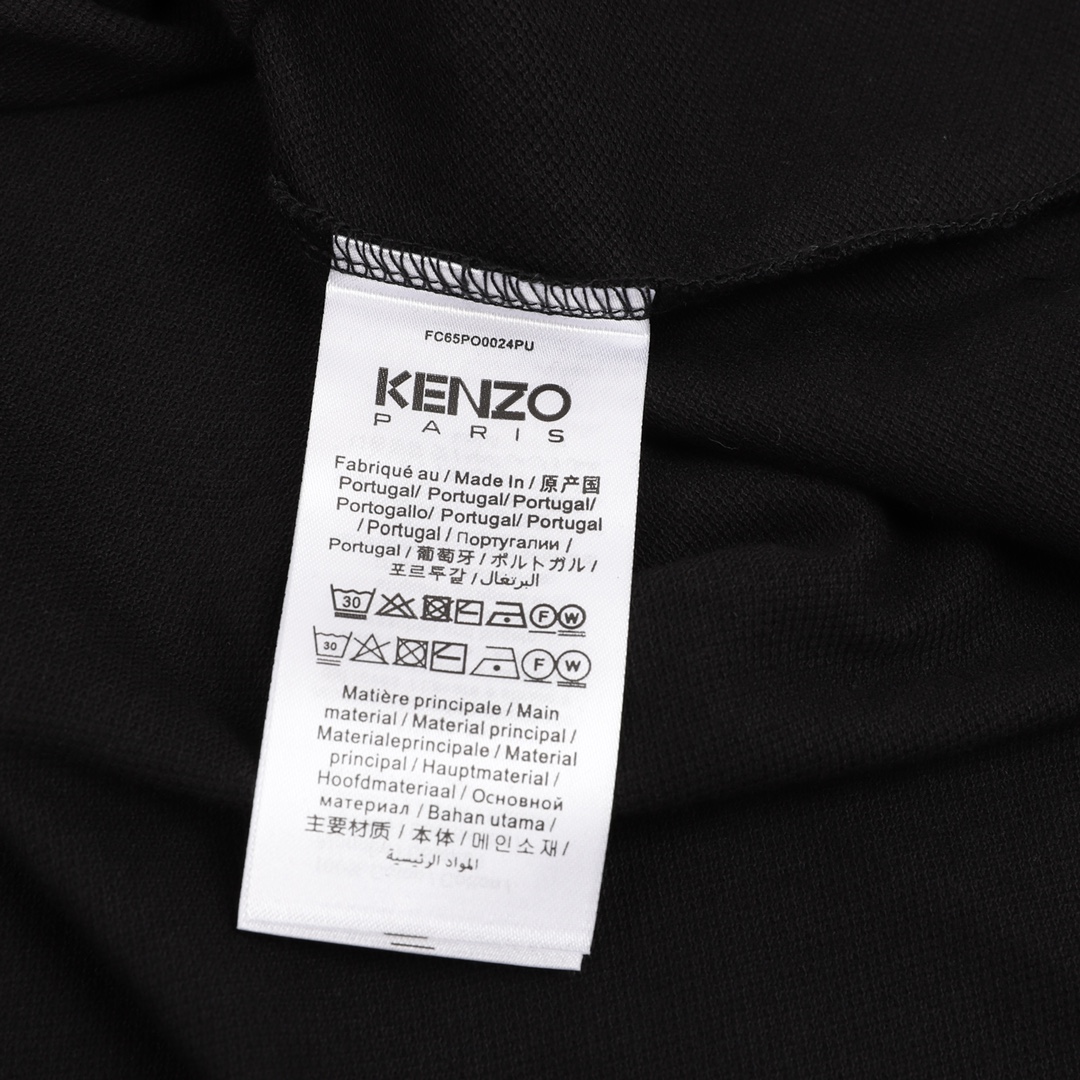 FC65PO0024PU
KENZO
PARIS
Fabriqué au / Made In / 原产国
Portugal/ Portugal/ Portugal/
Portogallo/ Portugal/ Portugal
/ Portugal / Португалии /
Portugal / 葡萄牙 / ポルトガル /
포르투갈 / البرتغال
30 F W
30 F W
Matière principale / Main
material / Material principal /
Materialeprincipale / Material
principal / Hauptmaterial /
Hoofdmateriaal / Основной
материал / Bahan utama /
主要材质 / 本体 / 메인소재 /
المواد الرئيسية